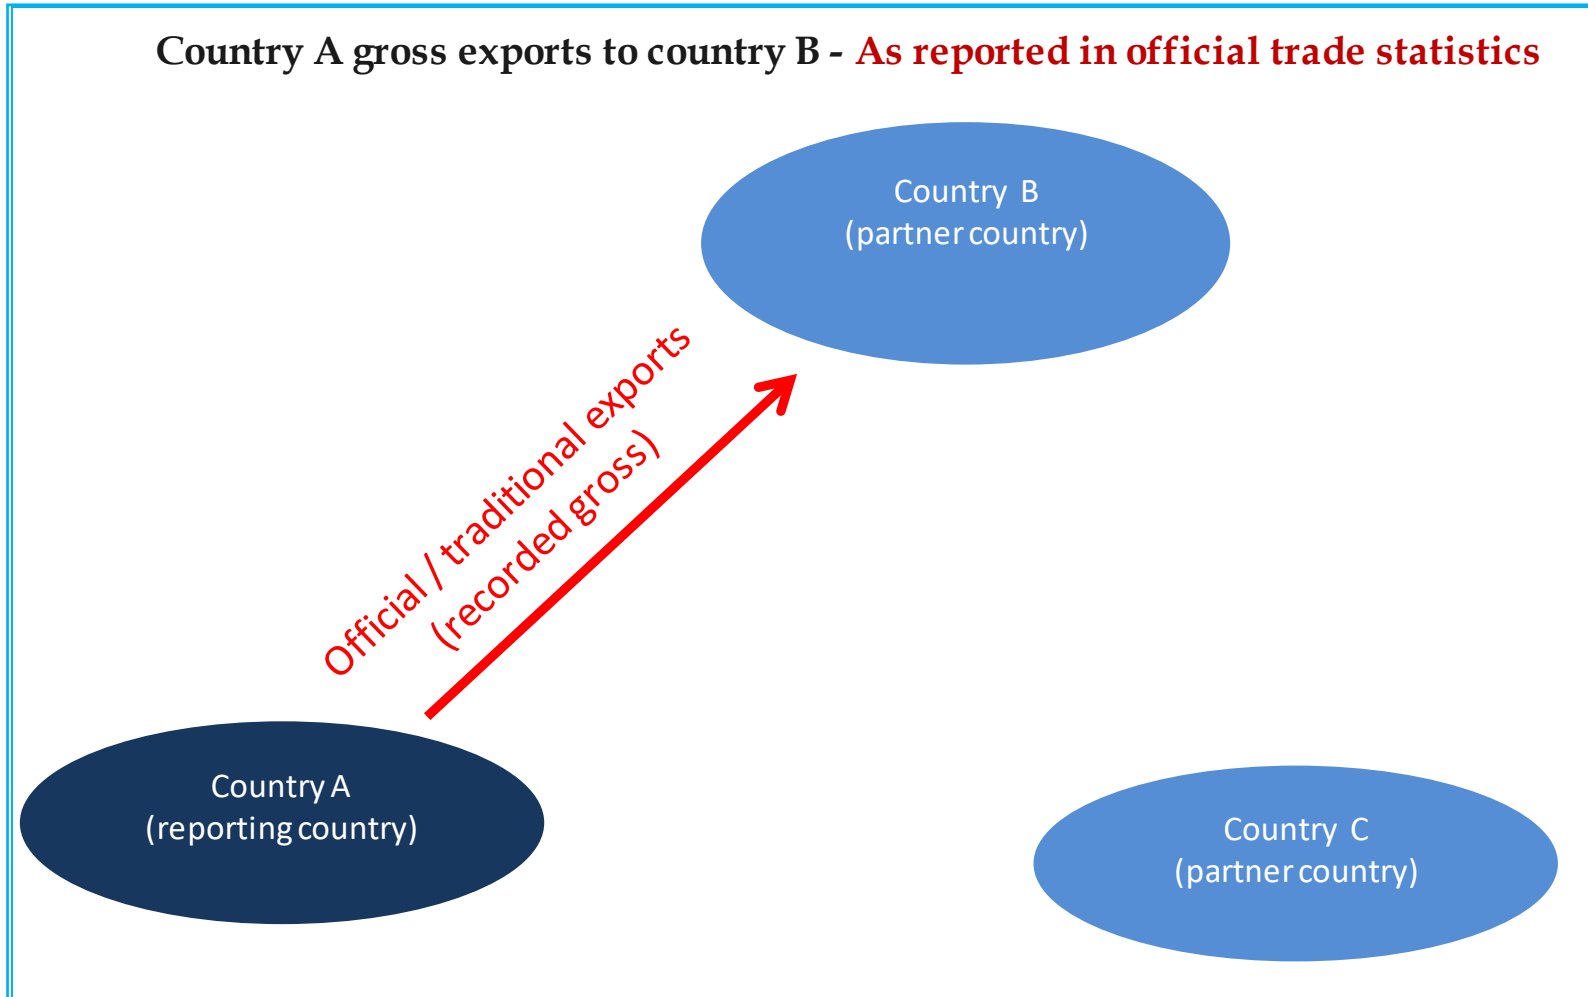 Country A gross exports to country B - As reported in official trade statistics
Country B
(partner country)
Official / traditional exports
(recorded gross)
Country A
(reporting country)
Country C
(partner country)